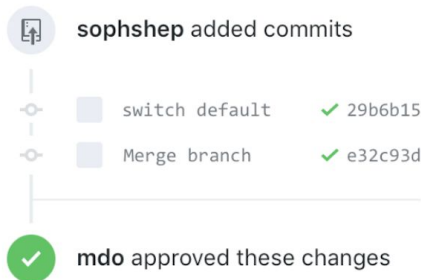 sophshep added commits
switch default 29b6b15
Merge branch e32c93d
mdo approved these changes